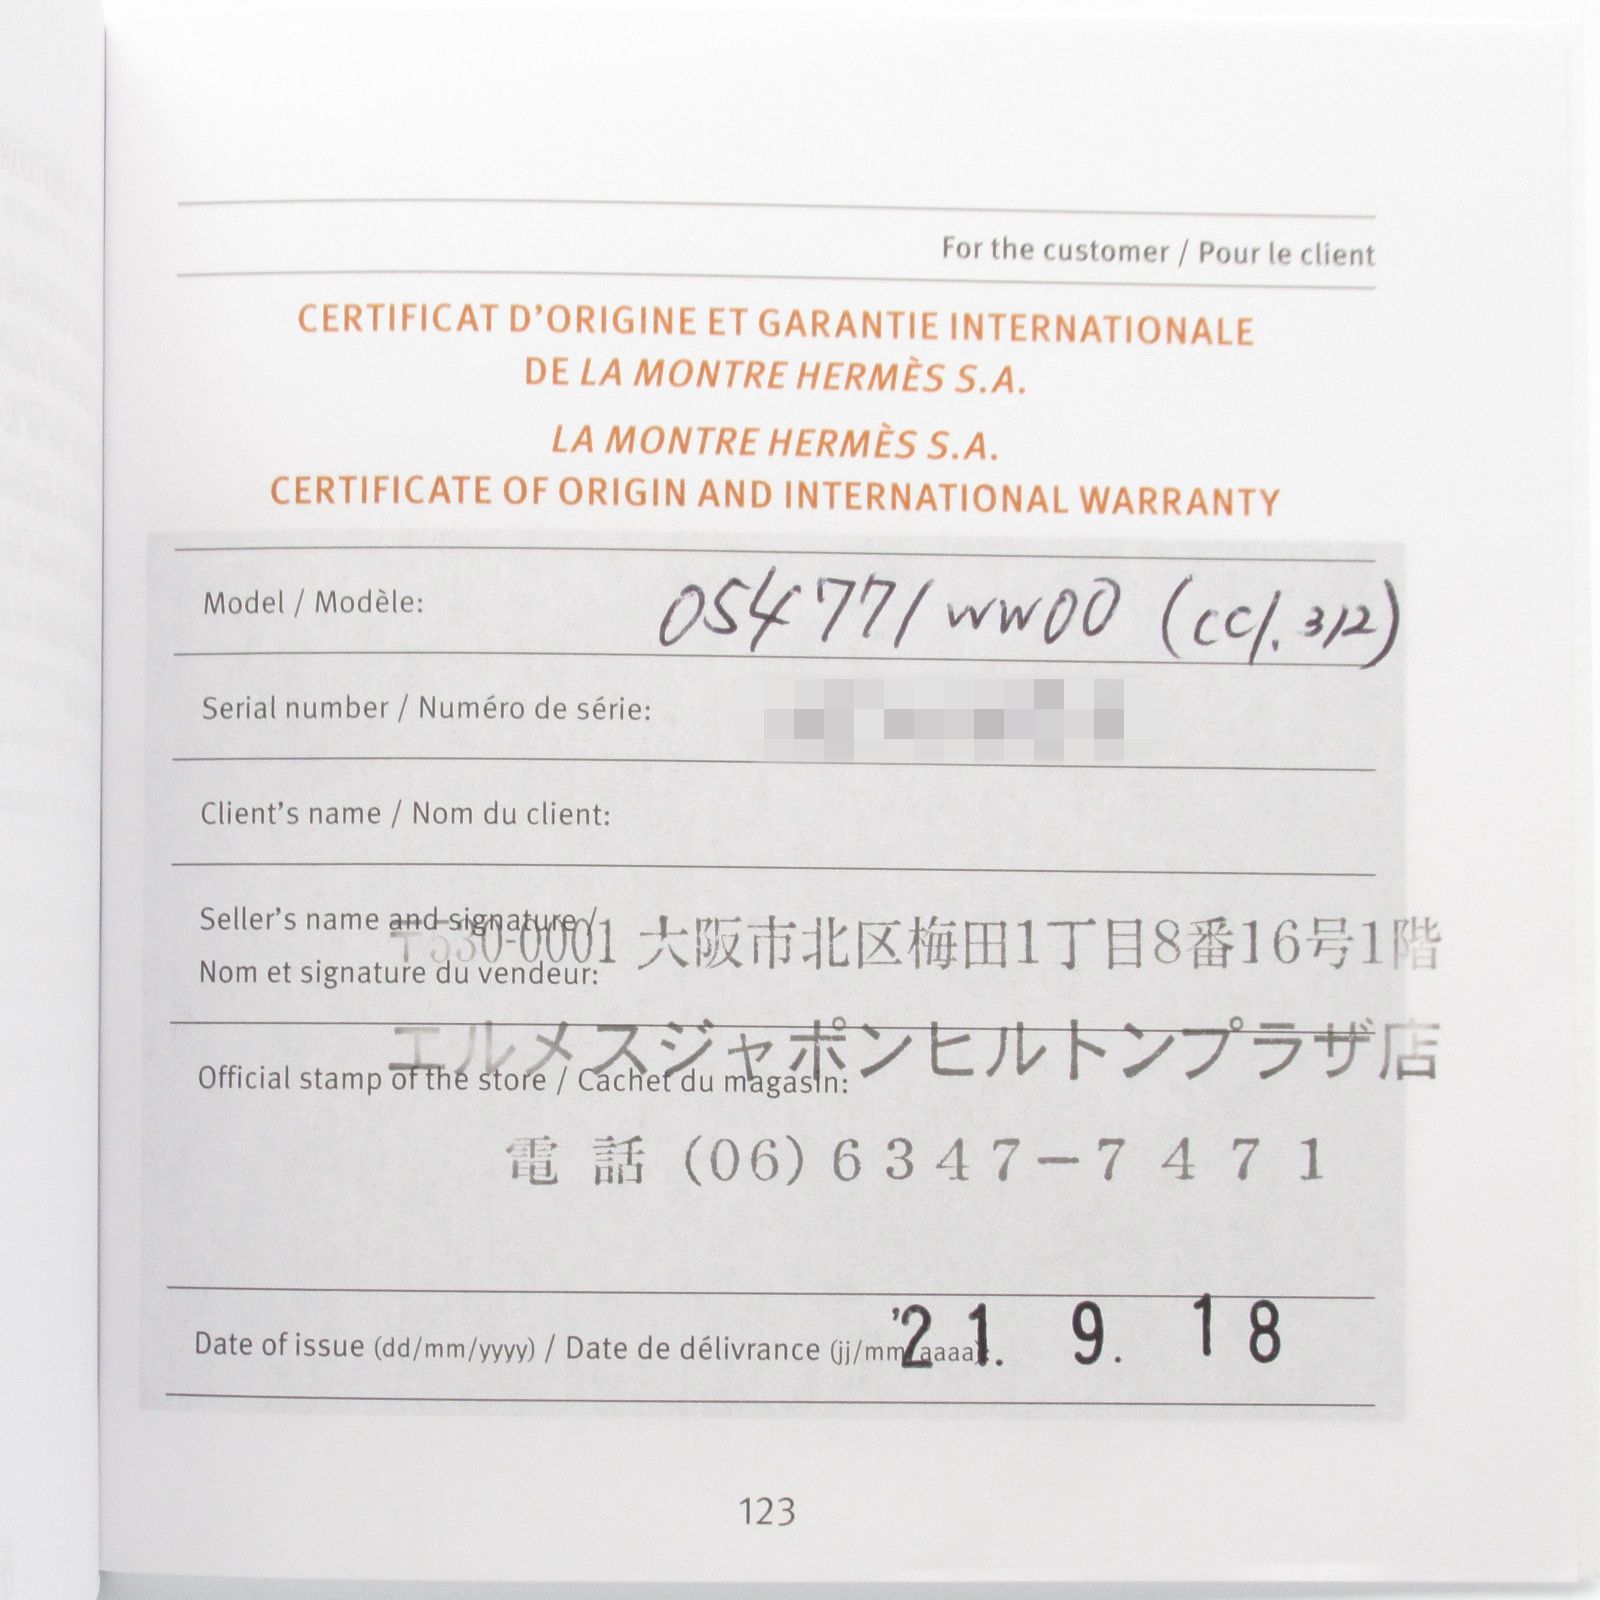 For the customer / Pour le client
CERTIFICAT D'ORIGINE ET GARANTIE INTERNATIONALE
DE LA MONTRE HERMÈS S.A.
LA MONTRE HERMÈS S.A.
CERTIFICATE OF ORIGIN AND INTERNATIONAL WARRANTY
Model / Modèle: 054771WW00 (CC1.312)
Serial number / Numéro de série:
Client's name / Nom du client:
Seller's name and signature /
〒530-0001 大阪市北区梅田1丁目8番16号1階
Nom et signature du vendeur:
エルメスジャポンヒルトンプラザ店
Official stamp of the store / Cachet du magasin:
電話 (06) 6347-7471
Date of issue (dd/mm/yyyy) / Date de délivrance (jj/mm/aaaa): '21. 9. 18
123